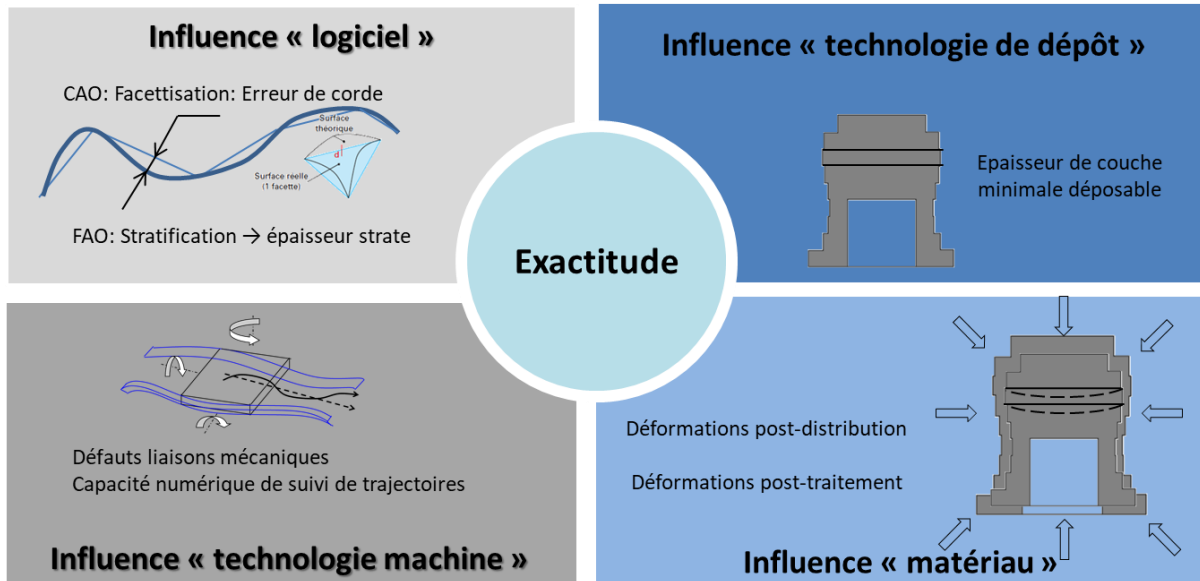 Influence « logiciel »
CAO: Facettisation: Erreur de corde
Surface
théorique
d
Surface réelle
(1 facette)
FAO: Stratification → épaisseur strate
Influence « technologie de dépôt »
Epaisseur de couche
minimale déposable
Exactitude
Défauts liaisons mécaniques
Capacité numérique de suivi de trajectoires
Influence « technologie machine »
Déformations post-distribution
Déformations post-traitement
Influence « matériau »